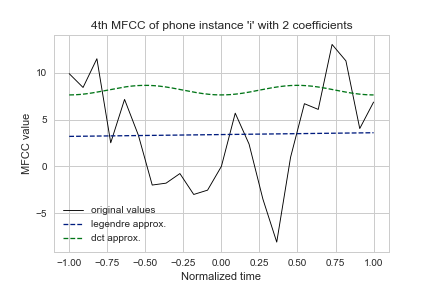 4th MFCC of phone instance 'i' with 2 coefficients
MFCC value
10
5
0
−5
original values
legendre approx.
dct approx.
−1.00 −0.75 −0.50 −0.25 0.00 0.25 0.50 0.75 1.00
Normalized time